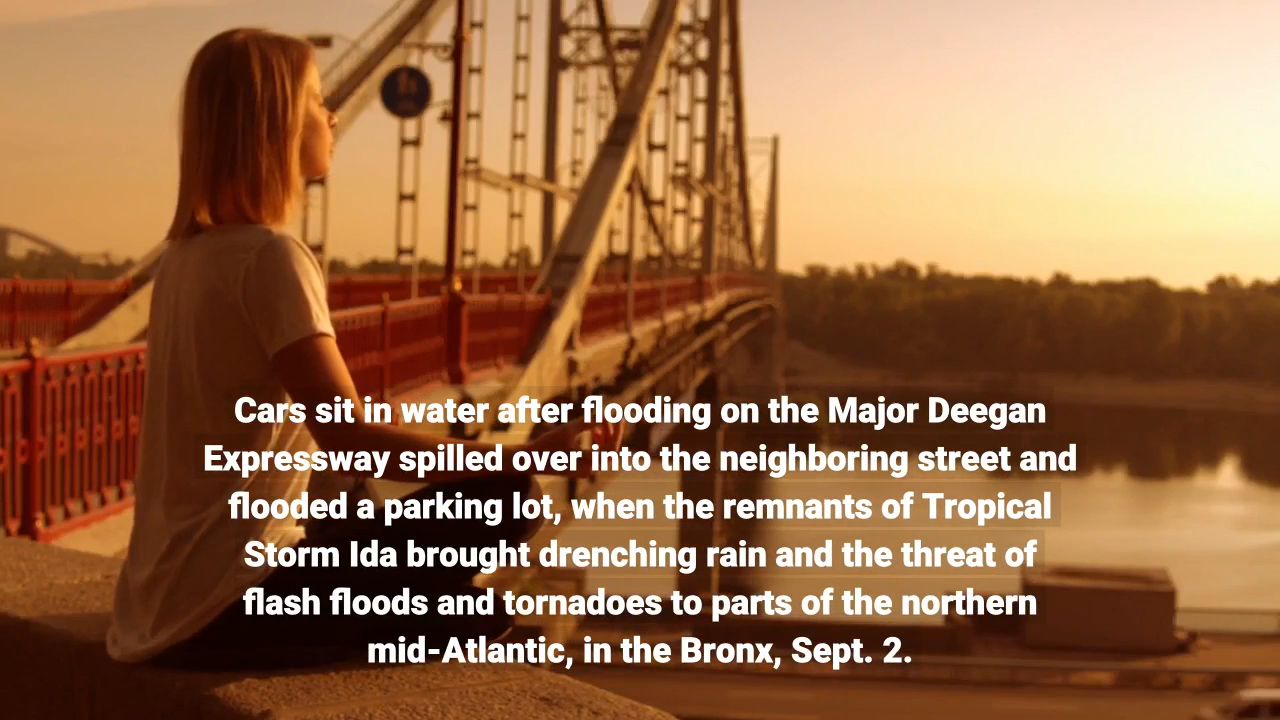 Cars sit in water after flooding on the Major Deegan
Expressway spilled over into the neighboring street and
flooded a parking lot, when the remnants of Tropical
Storm Ida brought drenching rain and the threat of
flash floods and tornadoes to parts of the northern
mid-Atlantic, in the Bronx, Sept. 2.